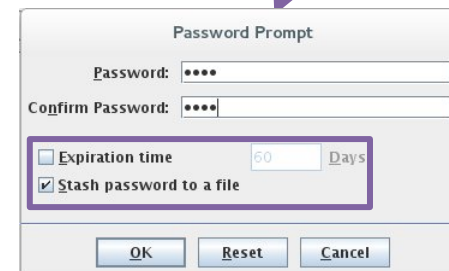 Password Prompt
Password: ••••
Confirm Password: ••••
Expiration time 60 Days
Stash password to a file
OK Reset Cancel